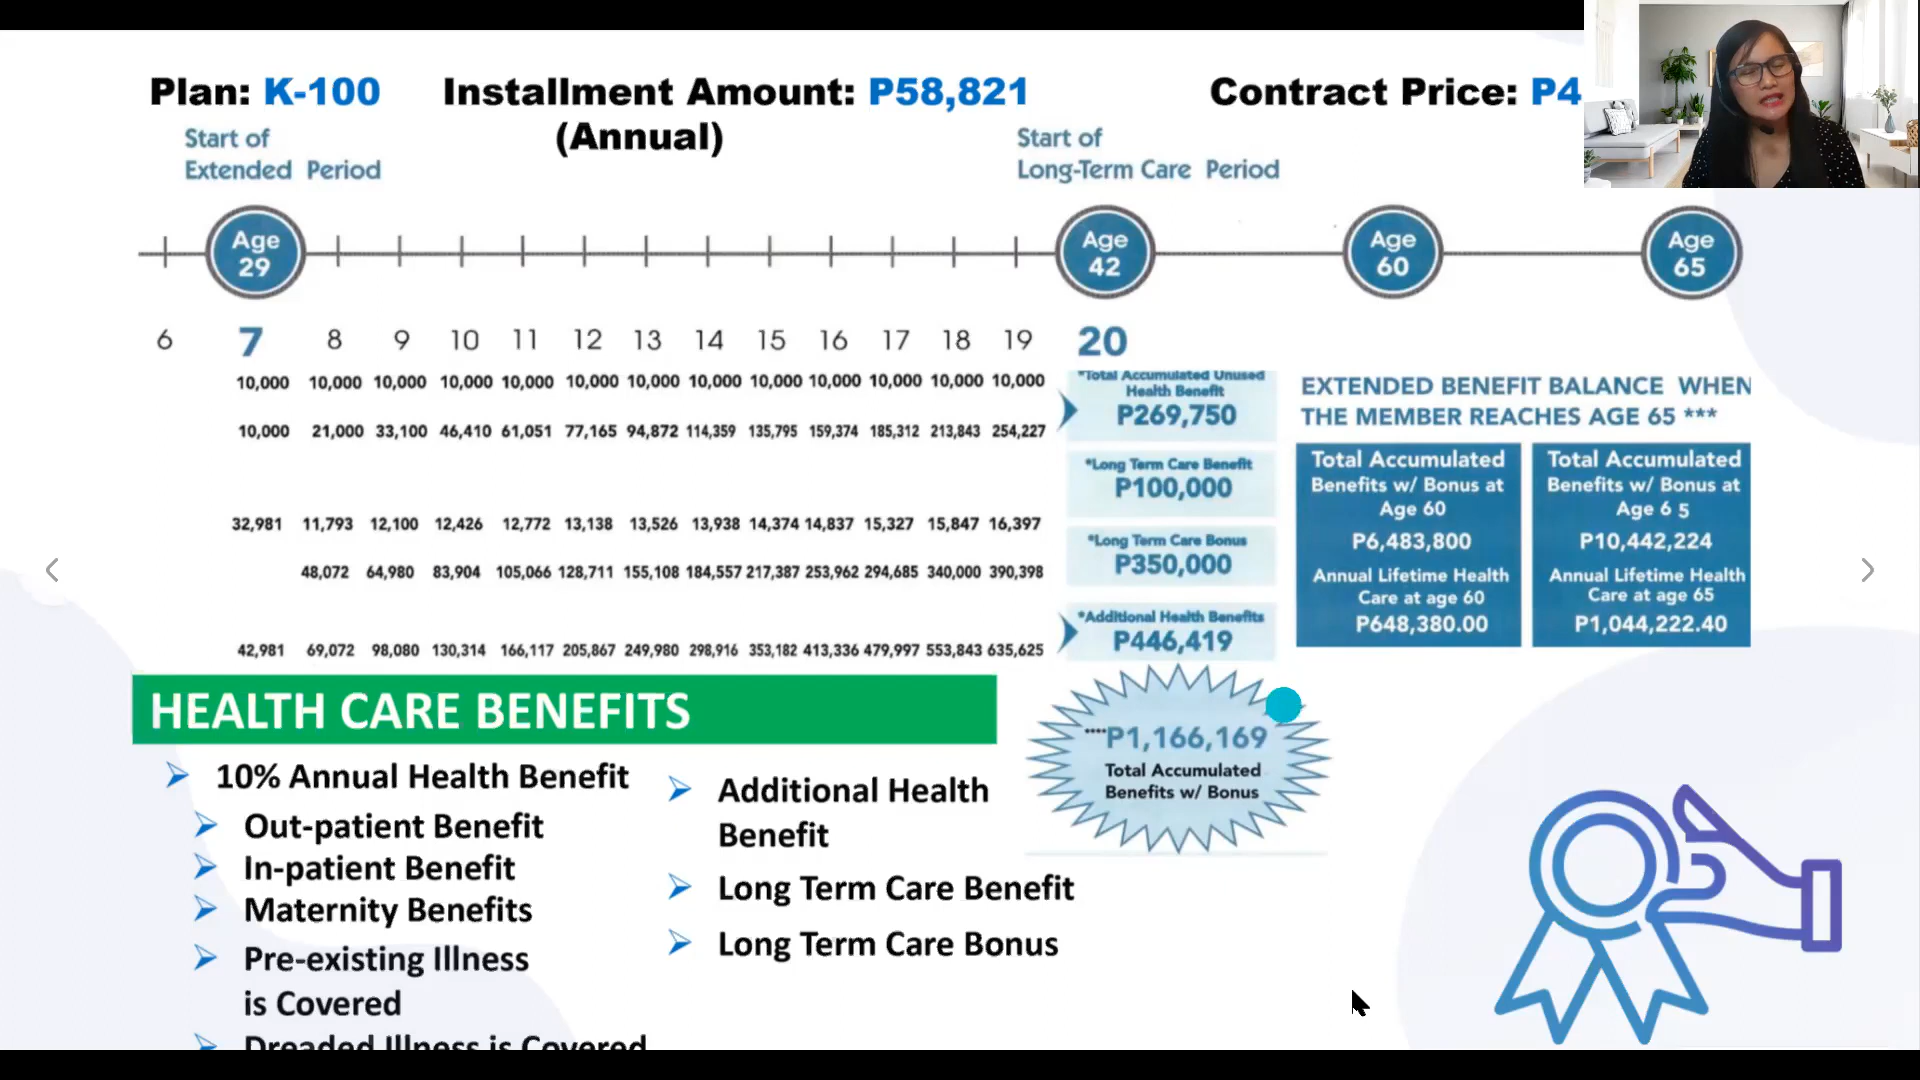 Plan: K-100 Installment Amount: P58,821 Contract Price: P4
(Annual)
Start of
Extended Period
Start of
Long-Term Care Period
Age
29
Age
42
Age
60
Age
65
6 7 8 9 10 11 12 13 14 15 16 17 18 19 20
10,000 10,000 10,000 10,000 10,000 10,000 10,000 10,000 10,000 10,000 10,000 10,000 10,000
10,000 21,000 33,100 46,410 61,051 77,165 94,872 114,359 135,795 159,374 185,312 213,843 254,227
32,981 11,793 12,100 12,426 12,772 13,138 13,526 13,938 14,374 14,837 15,327 15,847 16,397
48,072 64,980 83,904 105,066 128,711 155,108 184,557 217,387 253,962 294,685 340,000 390,398
42,981 69,072 98,080 130,314 166,117 205,867 249,980 298,916 353,182 413,336 479,997 553,843 635,625
*Total Accumulated Unused
Health Benefit
P269,750
*Long Term Care Benefit
P100,000
*Long Term Care Bonus
P350,000
*Additional Health Benefits
P446,419
****P1,166,169
Total Accumulated
Benefits w/ Bonus
EXTENDED BENEFIT BALANCE WHEN
THE MEMBER REACHES AGE 65 ***
Total Accumulated
Benefits w/ Bonus at
Age 60
P6,483,800
Annual Lifetime Health
Care at age 60
P648,380.00
Total Accumulated
Benefits w/ Bonus at
Age 6 5
P10,442,224
Annual Lifetime Health
Care at age 65
P1,044,222.40
HEALTH CARE BENEFITS
10% Annual Health Benefit
Out-patient Benefit
In-patient Benefit
Maternity Benefits
Pre-existing Illness
is Covered
Dreaded Illness is Covered
Additional Health
Benefit
Long Term Care Benefit
Long Term Care Bonus